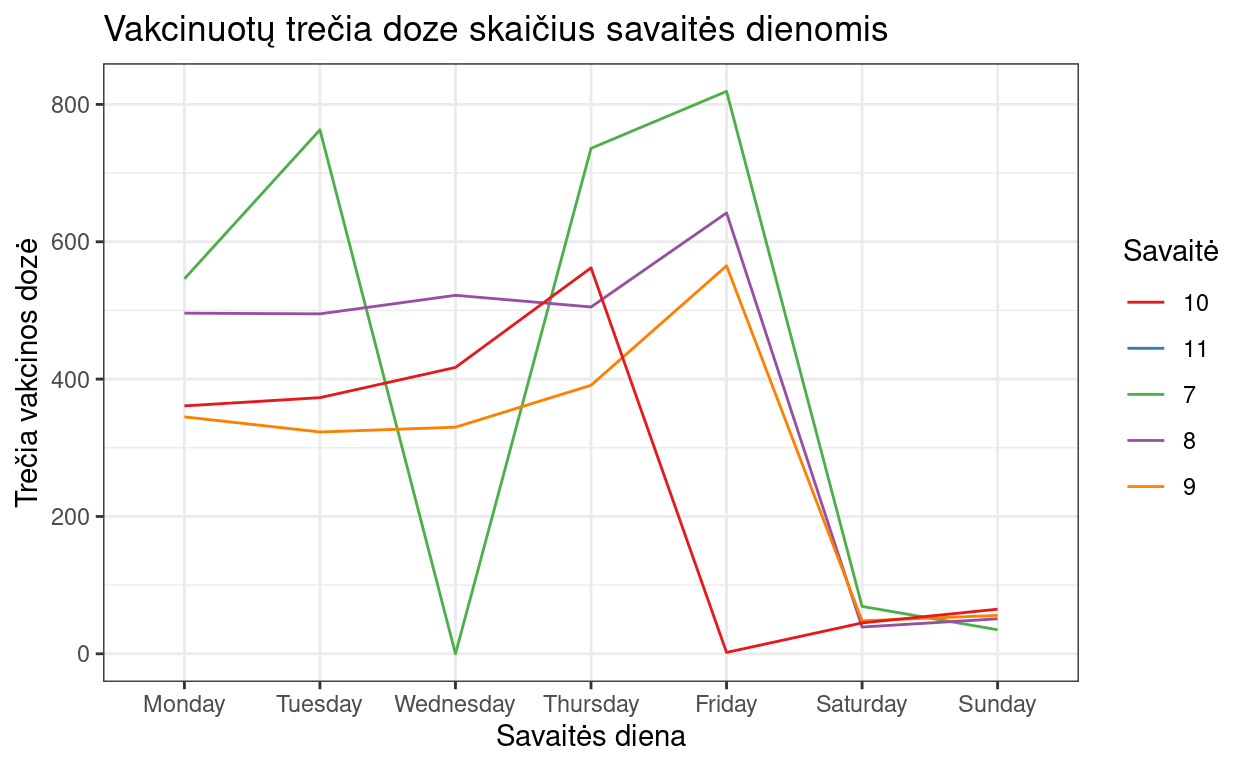 Vakcinuotų trečia doze skaičius savaitės dienomis
Trečia vakcinos dozė
800
600
400
200
0
Monday Tuesday Wednesday Thursday Friday Saturday Sunday
Savaitės diena
Savaitė
10
11
7
8
9